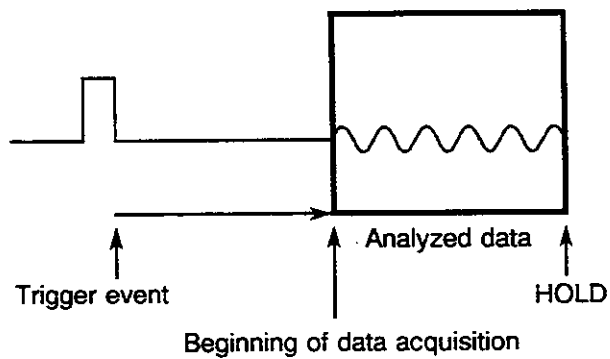 Analyzed data
Trigger event
HOLD
Beginning of data acquisition